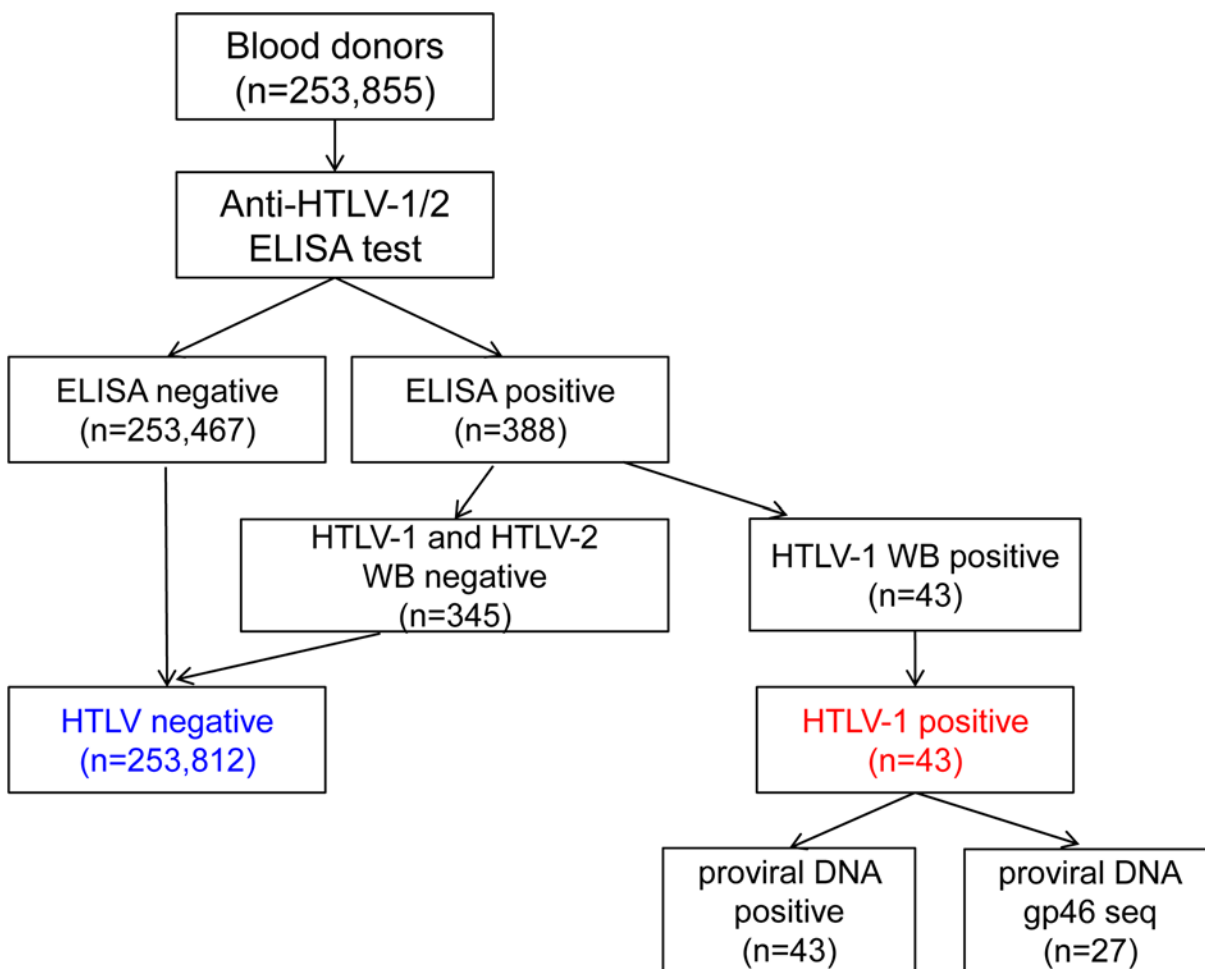 Blood donors
(n=253,855)
Anti-HTLV-1/2
ELISA test
ELISA negative
(n=253,467)
ELISA positive
(n=388)
HTLV-1 and HTLV-2
WB negative
(n=345)
HTLV-1 WB positive
(n=43)
HTLV negative
(n=253,812)
HTLV-1 positive
(n=43)
proviral DNA
positive
(n=43)
proviral DNA
gp46 seq
(n=27)